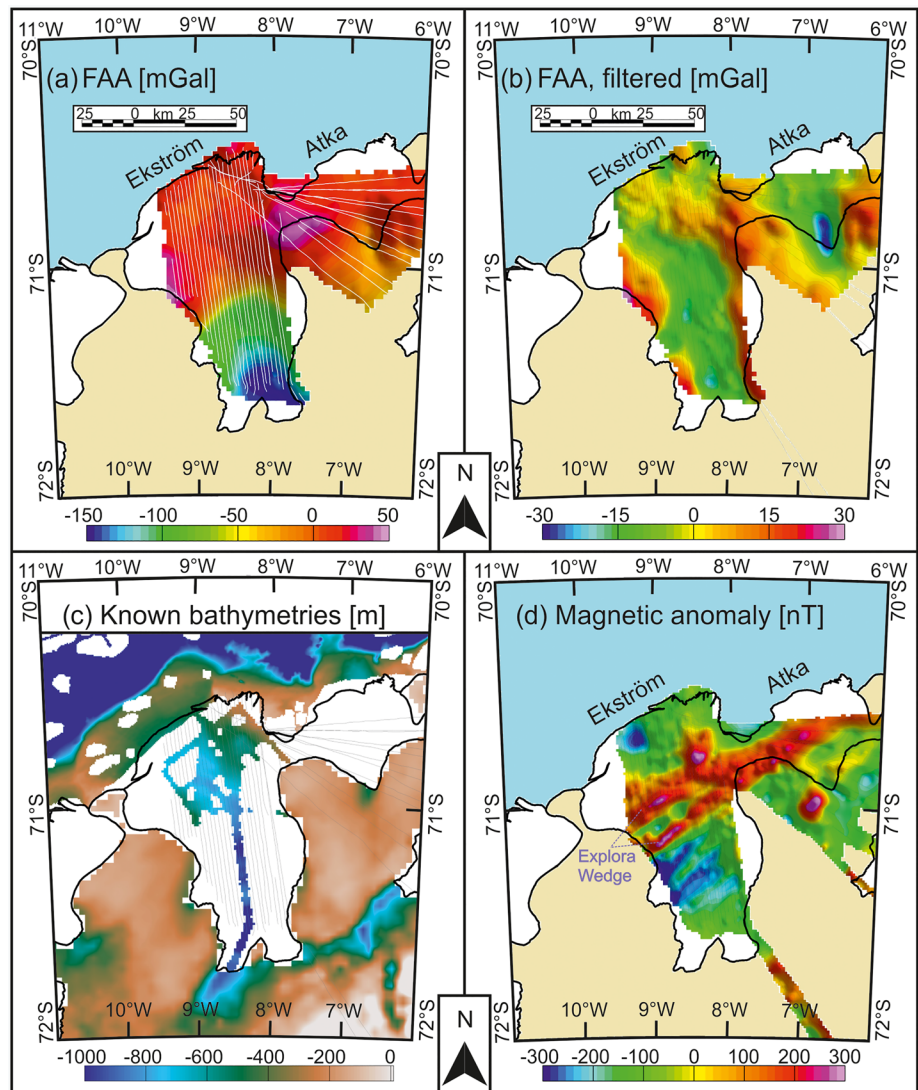 11°W 10°W 9°W 8°W 7°W 6°W
70°S
(a) FAA [mGal]
25 0 km 25 50
Ekström
Atka
71°S
71°S
10°W 9°W 8°W 7°W
72°S
72°S
-150 -100 -50 0 50
11°W 10°W 9°W 8°W 7°W 6°W
70°S
(b) FAA, filtered [mGal]
25 0 km 25 50
Ekström
Atka
71°S
71°S
10°W 9°W 8°W 7°W
72°S
72°S
-30 -15 0 15 30
N
11°W 10°W 9°W 8°W 7°W 6°W
70°S
70°S
(c) Known bathymetries [m]
71°S
71°S
10°W 9°W 8°W 7°W
72°S
72°S
-1000 -800 -600 -400 -200 0
11°W 10°W 9°W 8°W 7°W 6°W
70°S
70°S
(d) Magnetic anomaly [nT]
Ekström
Atka
71°S
71°S
Explora
Wedge
10°W 9°W 8°W 7°W
72°S
72°S
-300 -200 -100 0 100 200 300
N